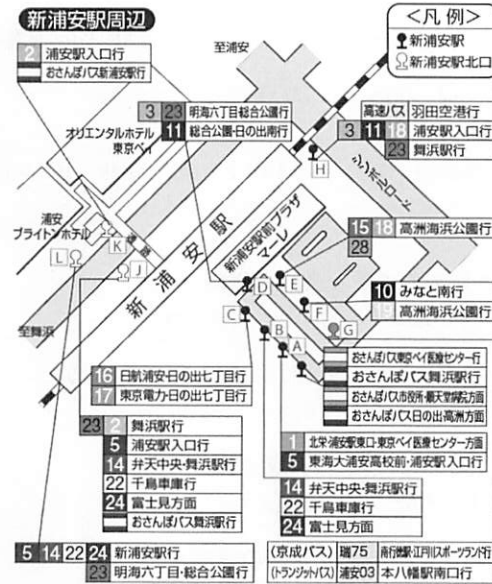 新浦安駅周辺
<凡例>
新浦安駅
新浦安駅北口
2 浦安駅入口行
おさんぽバス新浦安駅行
至浦安
3 23 明海六丁目・総合公園行
11 総合公園・日の出南行
オリエンタルホテル
東京ベイ
高速バス 羽田空港行
3 11 18 浦安駅入口行
23 舞浜駅行
H
シンボルロード
浦安
ブライトンホテル
K
L
J
新浦安駅
新浦安駅前プラザ
マーレ
15 18 高洲海浜公園行
28
D
E
C
F
B
G
A
10 みなと南行
高洲海浜公園行
至舞浜
おさんぽバス東京ベイ医療センター行
おさんぽバス舞浜駅行
おさんぽバス市役所・順天堂病院方面
おさんぽバス日の出・高洲方面
16 日航浦安・日の出七丁目行
17 東京電力・日の出七丁目行
1 北栄・浦安駅東口・東京ベイ医療センター方面
5 東海大浦安高校前・浦安駅入口行
23 2 舞浜駅行
5 浦安駅入口行
14 弁天中央・舞浜駅行
22 千鳥車庫行
24 富士見方面
おさんぽバス舞浜駅行
14 弁天中央・舞浜駅行
22 千鳥車庫行
24 富士見方面
5 14 22 24 新浦安駅行
23 明海六丁目・総合公園行
(京成バス) 瑞75 南行徳駅・江戸川スポーツランド行
(トランジットバス) 浦安03 本八幡駅南口行